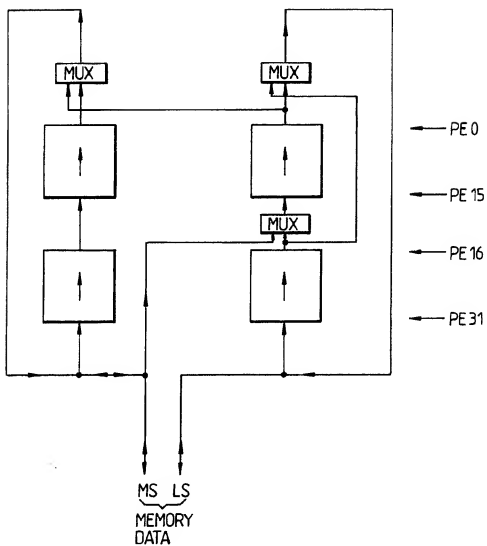 MUX MUX
PE 0
PE 15
MUX
PE 16
PE 31
MS LS
MEMORY
DATA